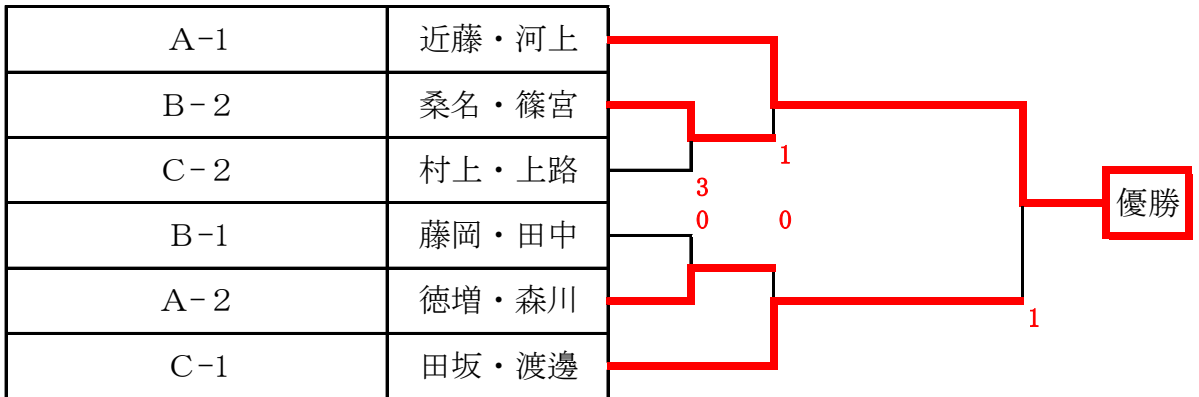 A-1 近藤・河上
B-2 桑名・篠宮
1
C-2 村上・上路
3
優勝
0 0
B-1 藤岡・田中
A-2 徳増・森川
1
C-1 田坂・渡邊